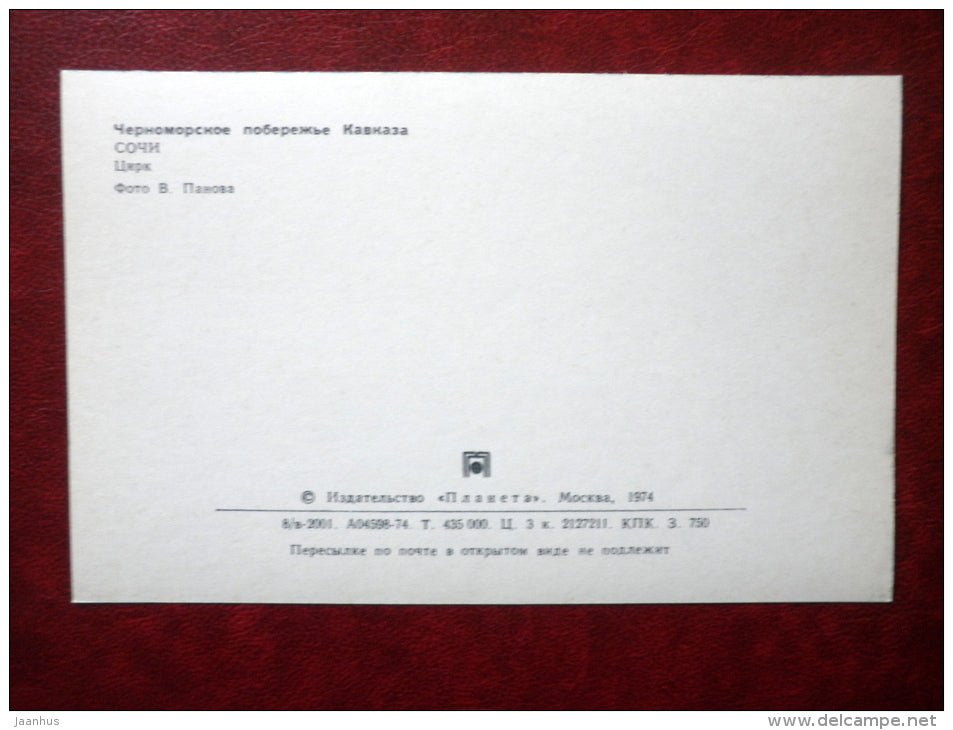 Черноморское побережье Кавказа
СОЧИ
Цирк
Фото В. Панова
© Издательство «Планета». Москва, 1974
8/в-2001. А04598-74. Т. 435 000. Ц. 3 к. 2127211. КПК. З. 750
Пересылке по почте в открытом виде не подлежит
jaanhus
www.delcampe.net